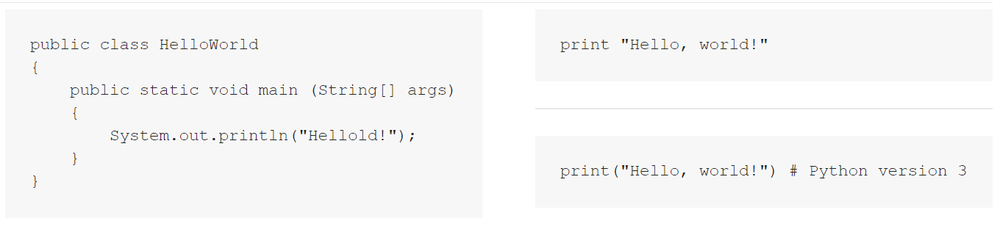 public class HelloWorld
{
    public static void main (String[] args)
    {
        System.out.println("Hellold!");
    }
}
print "Hello, world!"
print("Hello, world!") # Python version 3